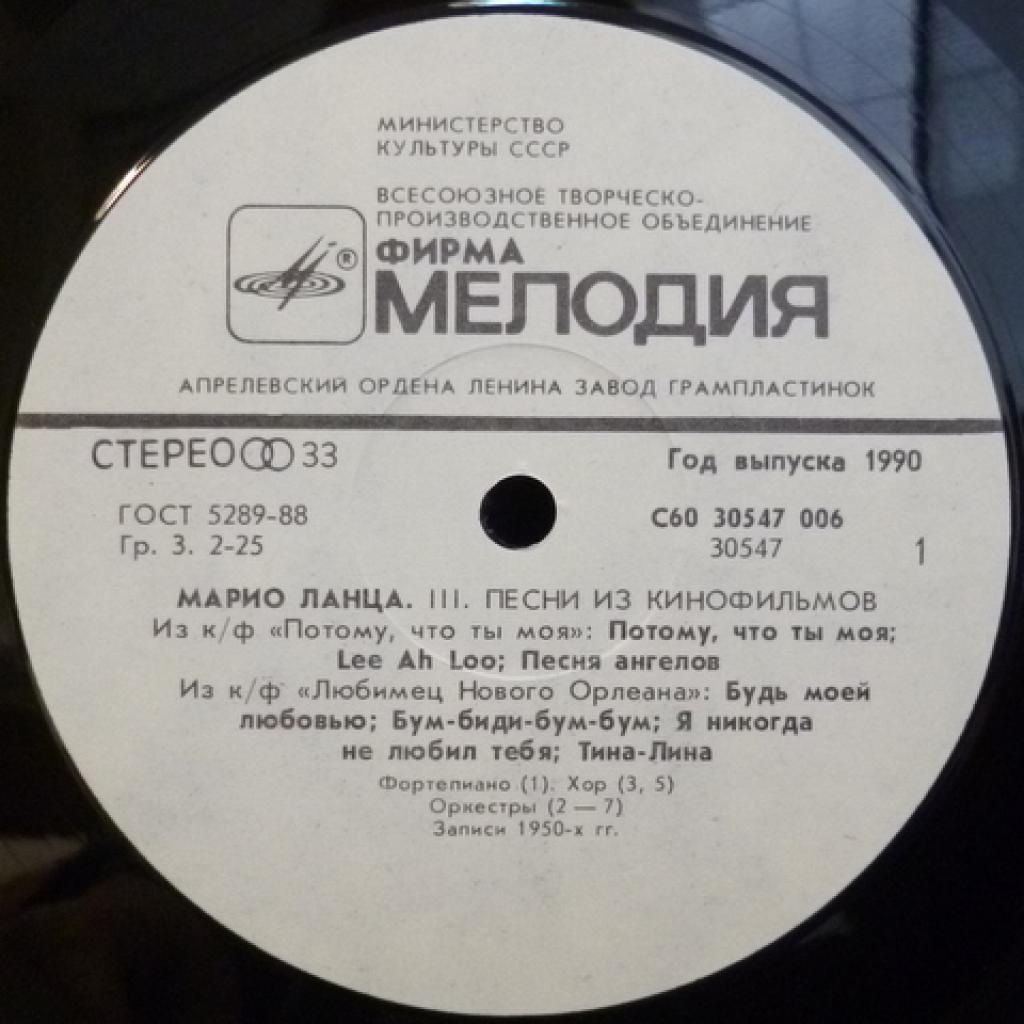 МИНИСТЕРСТВО
КУЛЬТУРЫ СССР
ВСЕСОЮЗНОЕ ТВОРЧЕСКО-
ПРОИЗВОДСТВЕННОЕ ОБЪЕДИНЕНИЕ
ФИРМА
®
МЕЛОДИЯ
АПРЕЛЕВСКИЙ ОРДЕНА ЛЕНИНА ЗАВОД ГРАМПЛАСТИНОК
СТЕРЕО 33
Год выпуска 1990
ГОСТ 5289-88
С60 30547 006
Гр. 3. 2-25
30547
1
МАРИО ЛАНЦА. III. ПЕСНИ ИЗ КИНОФИЛЬМОВ
Из к/ф «Потому, что ты моя»: Потому, что ты моя;
Lee Ah Loo; Песня ангелов
Из к/ф «Любимец Нового Орлеана»: Будь моей
любовью; Бум-биди-бум-бум; Я никогда
не любил тебя; Тина-Лина
Фортепиано (1). Хор (3, 5)
Оркестры (2 — 7)
Записи 1950-х гг.